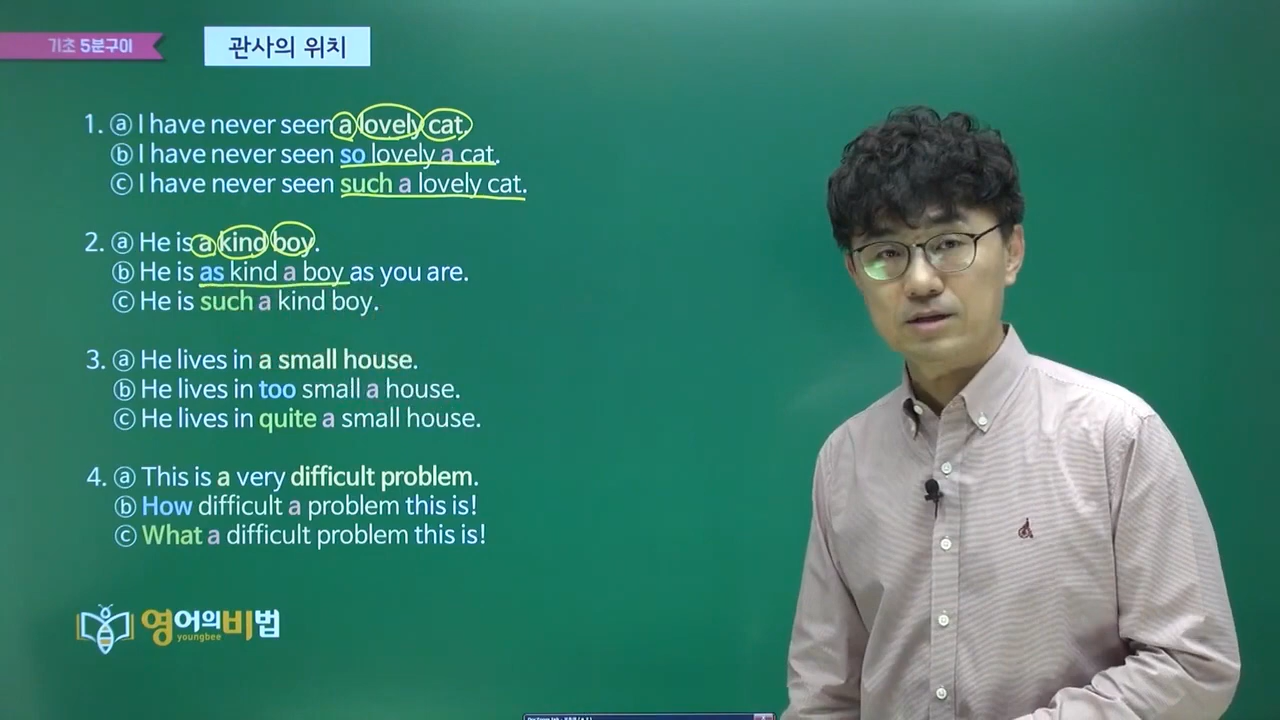 기초 5분구이
관사의 위치
1. ⓐ I have never seen a lovely cat.
ⓑ I have never seen so lovely a cat.
ⓒ I have never seen such a lovely cat.
2. ⓐ He is a kind boy.
ⓑ He is as kind a boy as you are.
ⓒ He is such a kind boy.
3. ⓐ He lives in a small house.
ⓑ He lives in too small a house.
ⓒ He lives in quite a small house.
4. ⓐ This is a very difficult problem.
ⓑ How difficult a problem this is!
ⓒ What a difficult problem this is!
영어의비법
youngbee